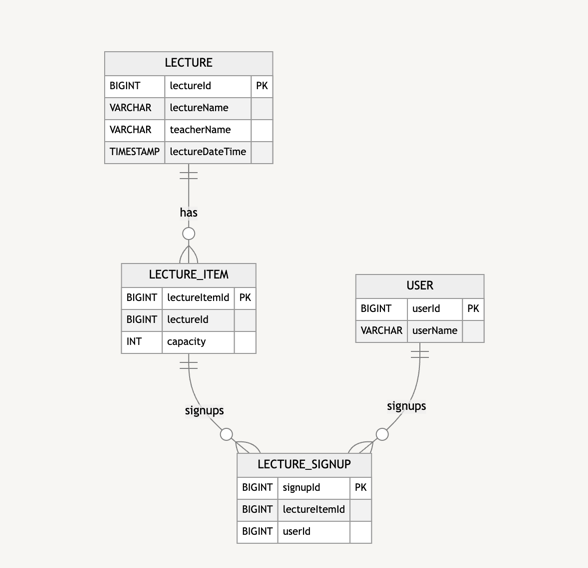 LECTURE
BIGINT lectureId PK
VARCHAR lectureName
VARCHAR teacherName
TIMESTAMP lectureDateTime
has
LECTURE_ITEM
BIGINT lectureItemId PK
BIGINT lectureId
INT capacity
USER
BIGINT userId PK
VARCHAR userName
signups
signups
LECTURE_SIGNUP
BIGINT signupId PK
BIGINT lectureItemId
BIGINT userId